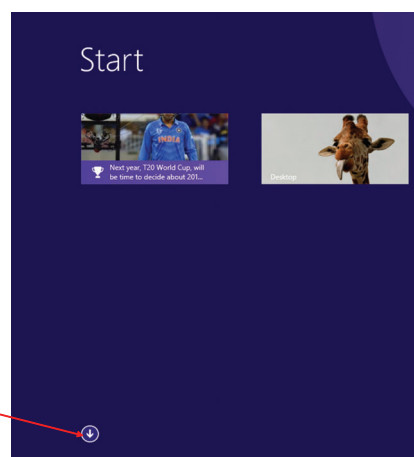 Start
INDIA
Next year, T20 World Cup, will
be time to decide about 201...
Desktop